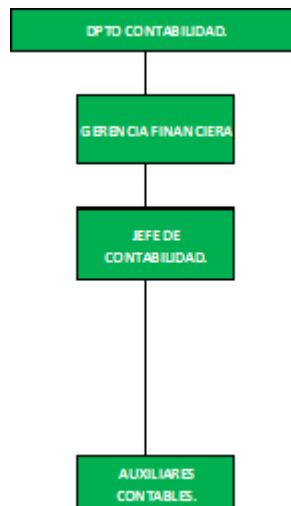 DPTO CONTABILIDAD.
GERENCIA FINANCIERA
JEFE DE
CONTABILIDAD.
AUXILIARES
CONTABLES.